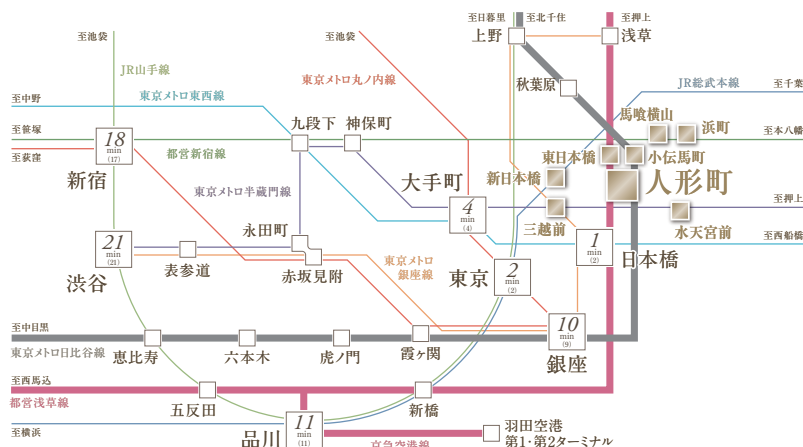 至日暮里
至北千住
至押上
至池袋
至池袋
上野
浅草
JR山手線
東京メトロ丸ノ内線
秋葉原
JR総武本線
至千葉
至中野
東京メトロ東西線
馬喰横山
浜町
九段下
神保町
至笹塚
至本八幡
18
min
(17)
至荻窪
都営新宿線
東日本橋
小伝馬町
新宿
大手町
新日本橋
人形町
東京メトロ半蔵門線
4
min
(4)
至押上
三越前
水天宮前
永田町
至西船橋
21
min
(21)
1
min
(2)
日本橋
表参道
赤坂見附
東京メトロ
銀座線
東京
2
min
(2)
渋谷
至中目黒
10
min
(9)
東京メトロ日比谷線
恵比寿
六本木
虎ノ門
霞ヶ関
銀座
至西馬込
都営浅草線
五反田
新橋
至横浜
11
min
(11)
品川
京急空港線
羽田空港
第1・第2ターミナル